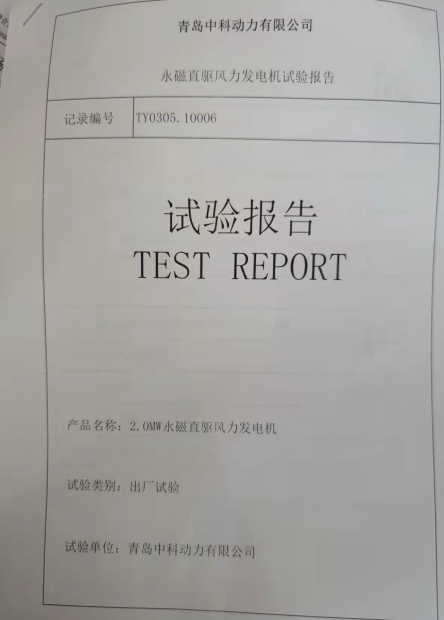 青岛中科动力有限公司
永磁直驱风力发电机试验报告
记录编号 TY0305.10006
试验报告
TEST REPORT
产品名称：2.0MW永磁直驱风力发电机
试验类别：出厂试验
试验单位：青岛中科动力有限公司